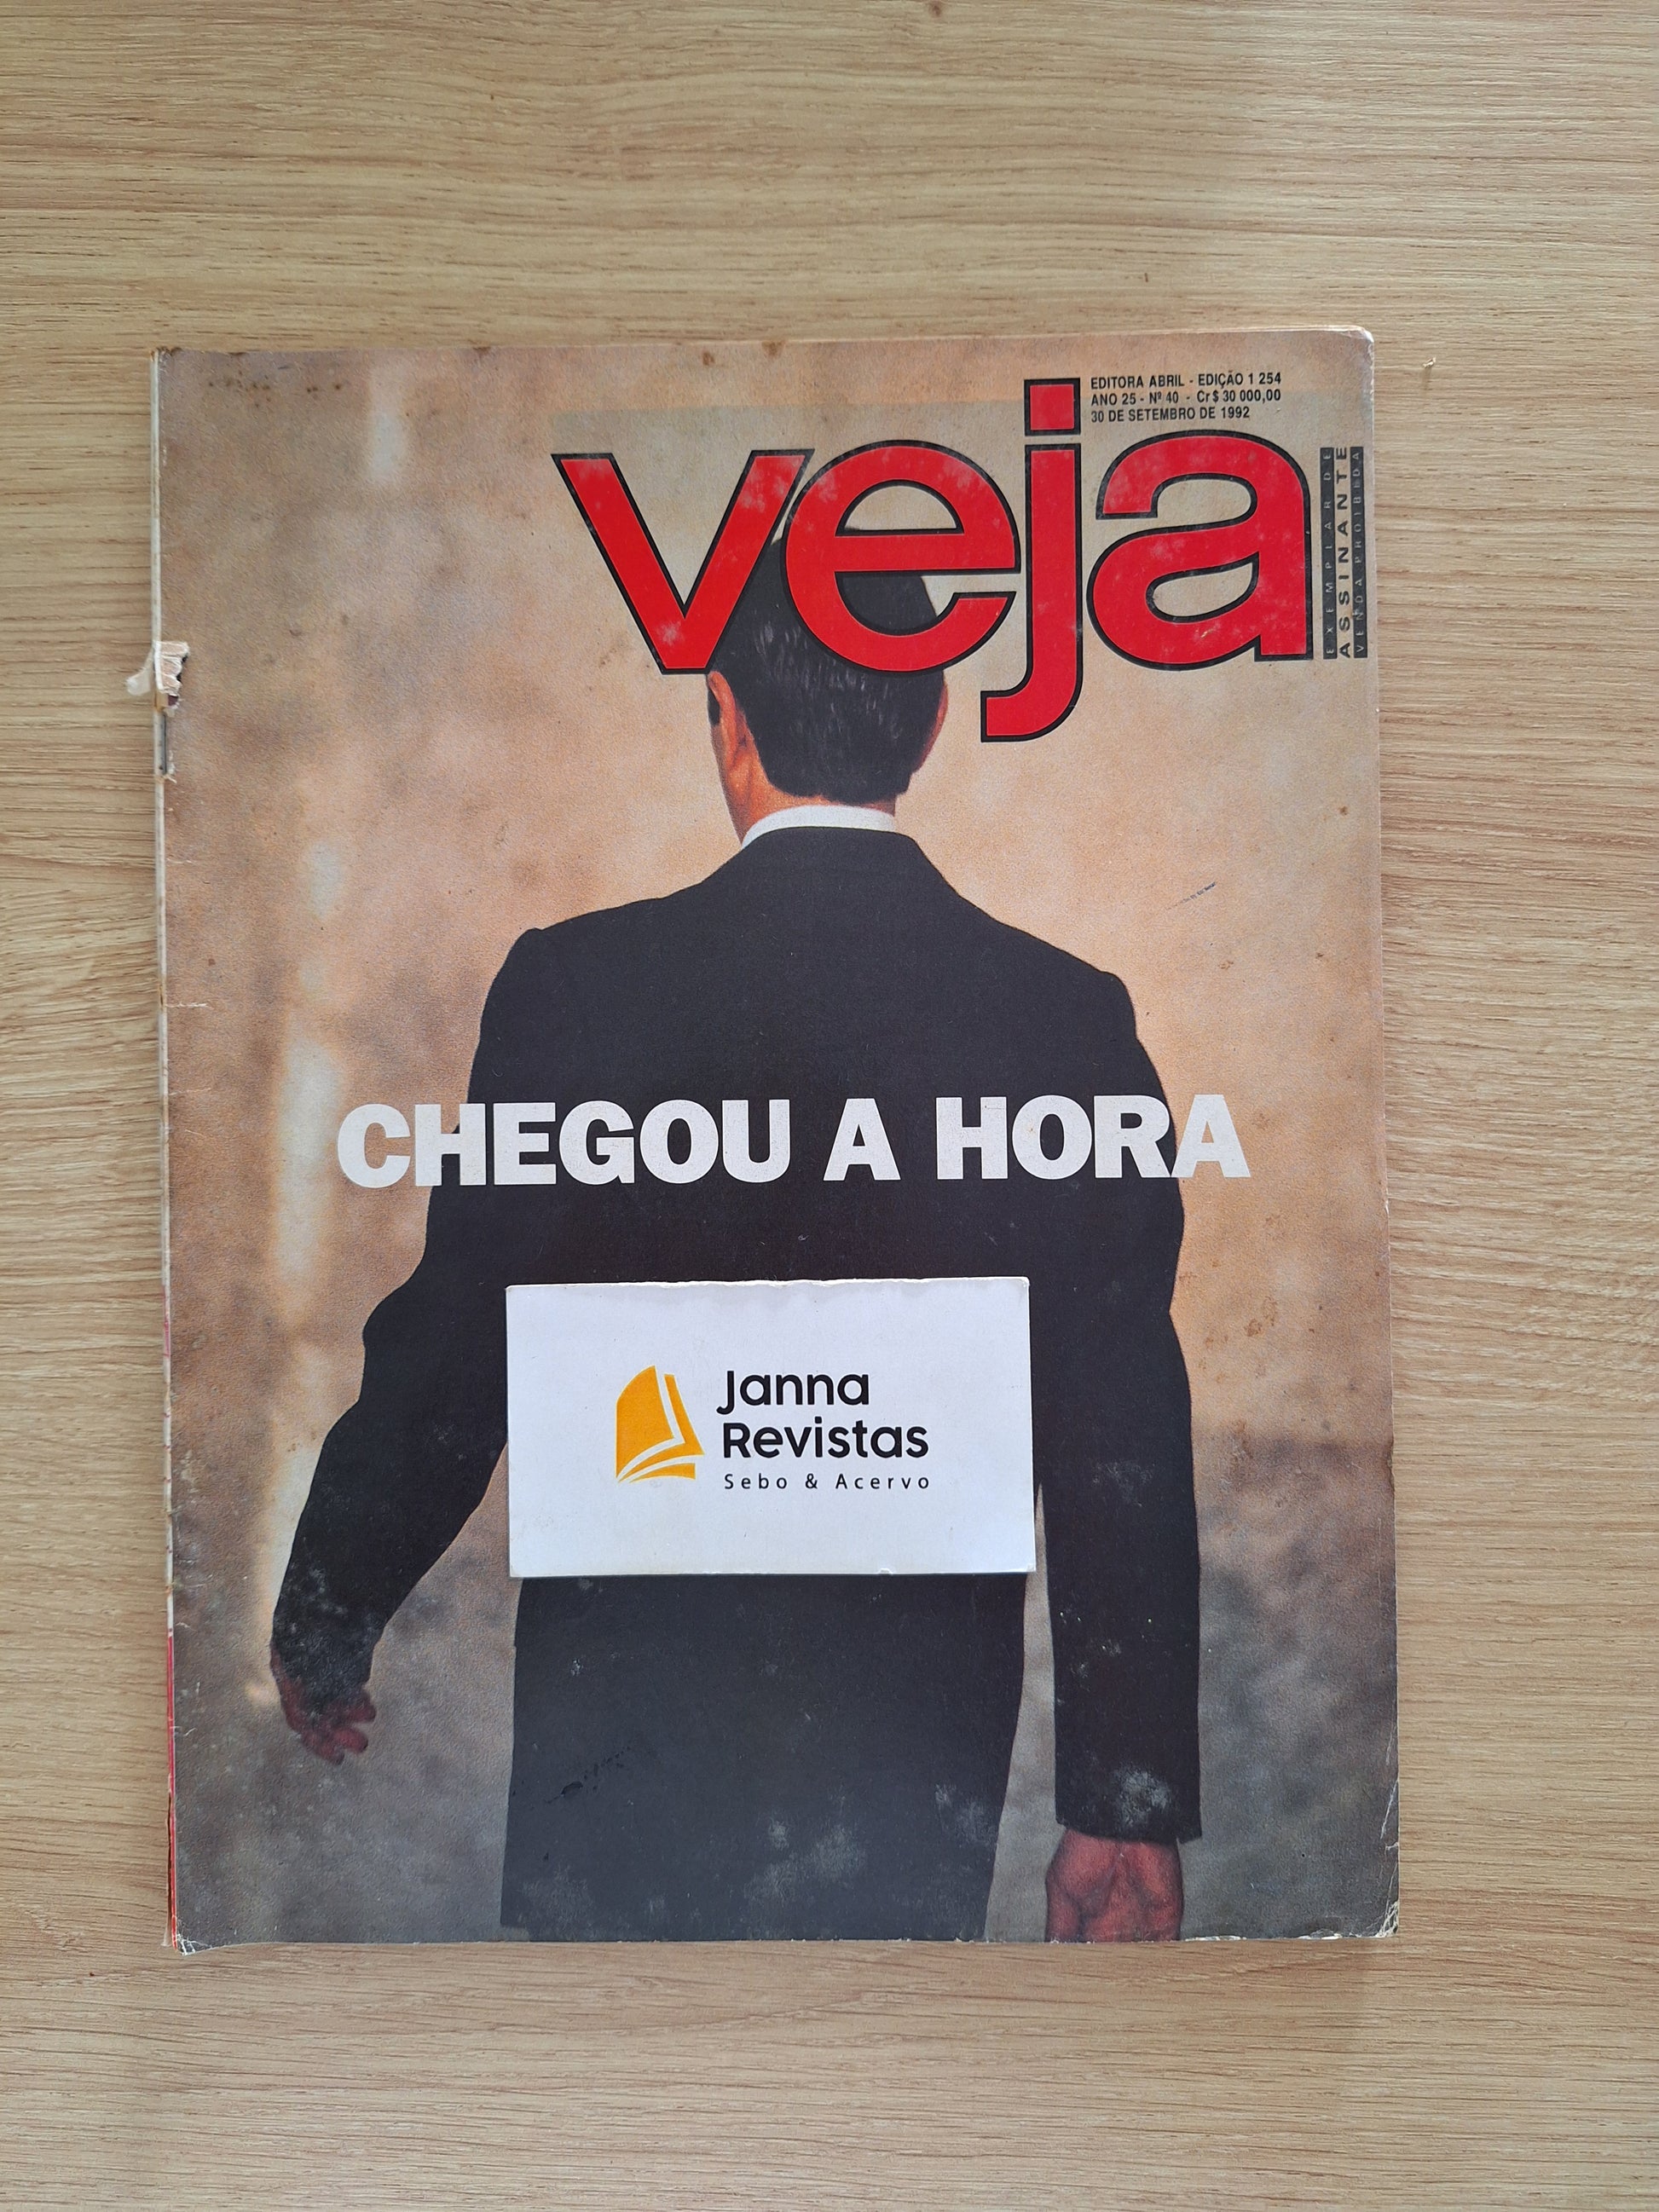 EDITORA ABRIL - EDIÇÃO 1 254
ANO 25 - Nº 40 - Cr$ 30 000,00
30 DE SETEMBRO DE 1992
veja
EXEMPLAR DE
ASSINANTE
VENDA PROIBIDA
CHEGOU A HORA
Janna
Revistas
Sebo & Acervo